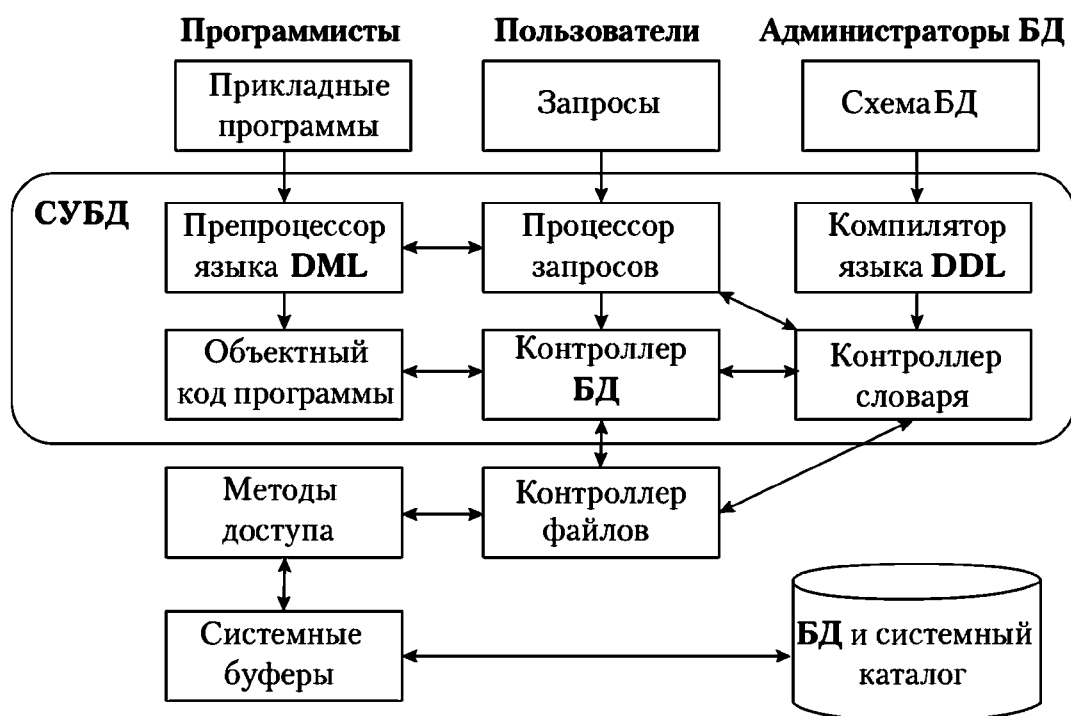 Программисты Пользователи Администраторы БД
Прикладные
программы
Запросы
Схема БД
СУБД
Препроцессор
языка DML
Процессор
запросов
Компилятор
языка DDL
Объектный
код программы
Контроллер
БД
Контроллер
словаря
Методы
доступа
Контроллер
файлов
Системные
буферы
БД и системный
каталог